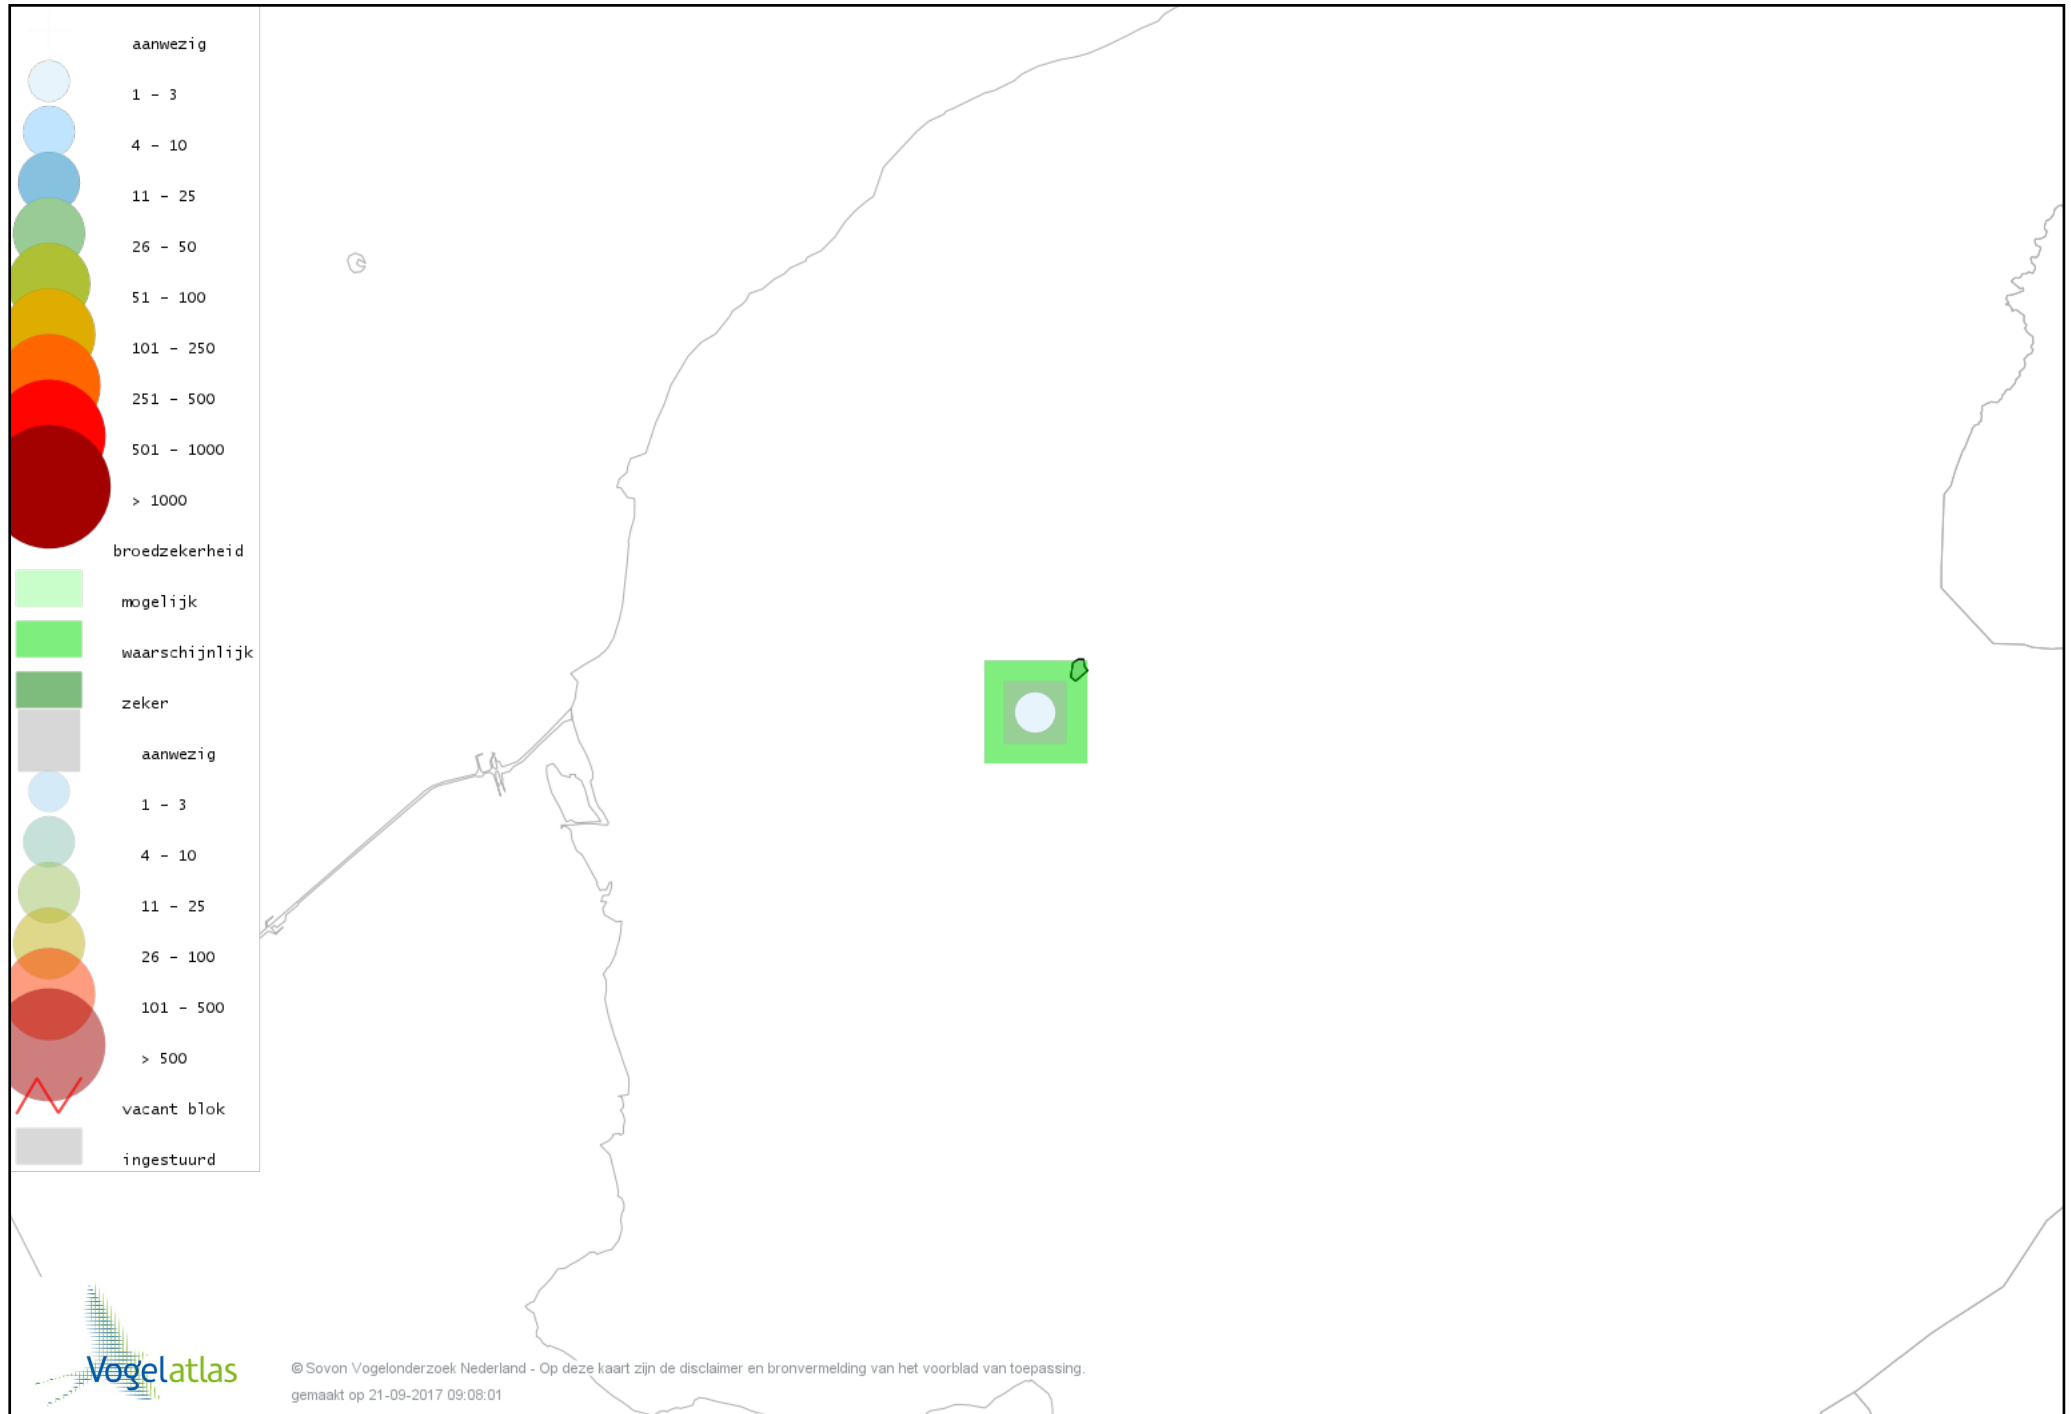 aanwezig
1 - 3
4 - 10
11 - 25
26 - 50
51 - 100
101 - 250
251 - 500
501 - 1000
> 1000
broedzekerheid
mogelijk
waarschijnlijk
zeker
aanwezig
1 - 3
4 - 10
11 - 25
26 - 100
101 - 500
> 500
vacant blok
ingestuurd
Vogelatlas
© Sovon Vogelonderzoek Nederland - Op deze kaart zijn de disclaimer en bronvermelding van het voorblad van toepassing.
gemaakt op 21-09-2017 09:08:01